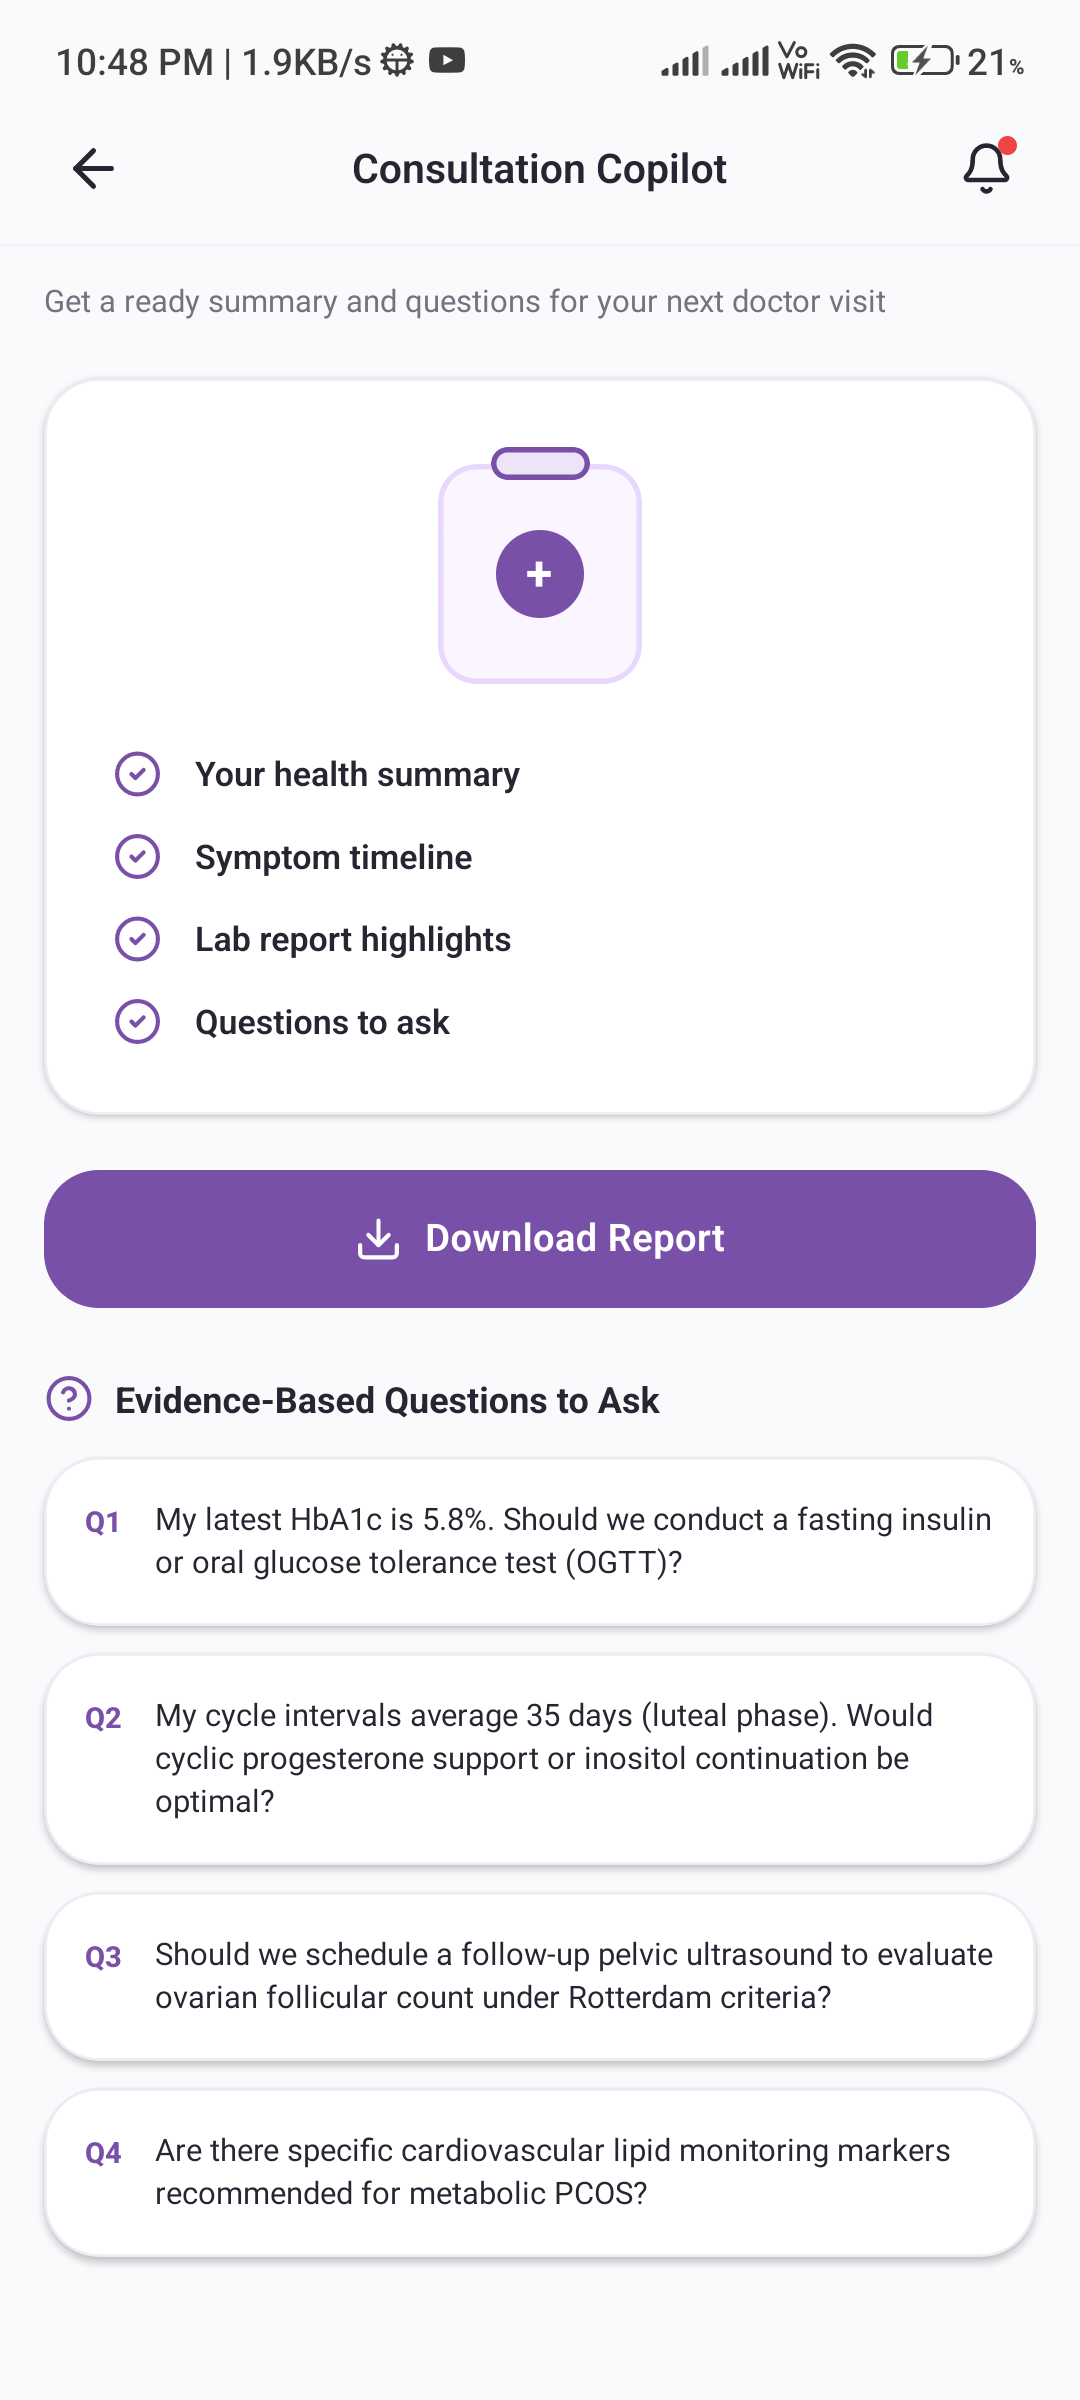 10:48 PM | 1.9KB/s
Vo
WiFi
21%
Consultation Copilot
Get a ready summary and questions for your next doctor visit
+
Your health summary
Symptom timeline
Lab report highlights
Questions to ask
Download Report
Evidence-Based Questions to Ask
Q1 My latest HbA1c is 5.8%. Should we conduct a fasting insulin
or oral glucose tolerance test (OGTT)?
Q2 My cycle intervals average 35 days (luteal phase). Would
cyclic progesterone support or inositol continuation be
optimal?
Q3 Should we schedule a follow-up pelvic ultrasound to evaluate
ovarian follicular count under Rotterdam criteria?
Q4 Are there specific cardiovascular lipid monitoring markers
recommended for metabolic PCOS?